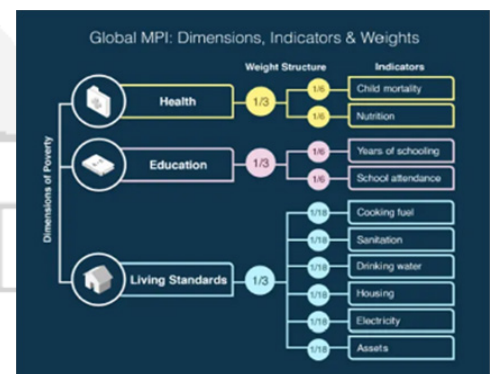 Global MPI: Dimensions, Indicators & Weights
Weight Structure
Indicators
Dimensions of Poverty
Health
1/3
1/6
Child mortality
1/6
Nutrition
Education
1/3
1/6
Years of schooling
1/6
School attendance
Living Standards
1/3
1/18
Cooking fuel
1/18
Sanitation
1/18
Drinking water
1/18
Housing
1/18
Electricity
1/18
Assets